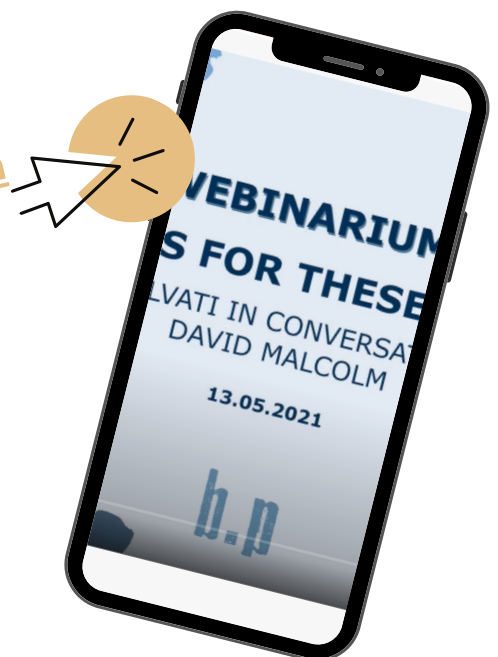 WEBINARIUM
S FOR THESE
LVATI IN CONVERSAT
DAVID MALCOLM
13.05.2021
b.p